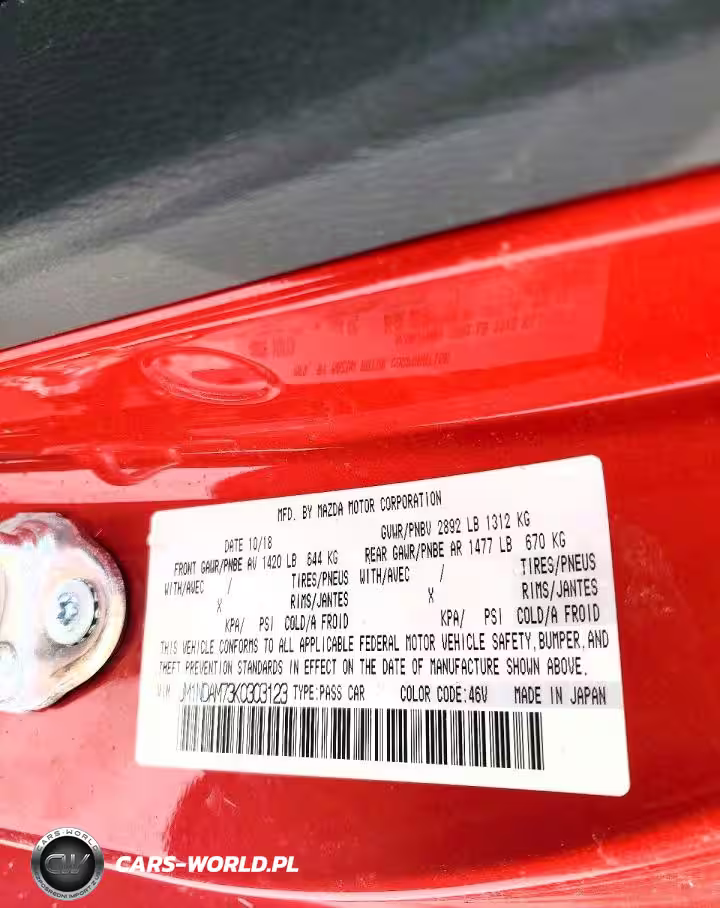 MFD. BY MAZDA MOTOR CORPORATION
DATE 10/18 GVWR/PNBV 2892 LB 1312 KG
FRONT GAWR/PNBE AV 1420 LB 644 KG REAR GAWR/PNBE AR 1477 LB 670 KG
WITH/AVEC / TIRES/PNEUS WITH/AVEC / TIRES/PNEUS
X RIMS/JANTES X RIMS/JANTES
KPA/ PSI COLD/A FROID KPA/ PSI COLD/A FROID
THIS VEHICLE CONFORMS TO ALL APPLICABLE FEDERAL MOTOR VEHICLE SAFETY,BUMPER,AND
THEFT PREVENTION STANDARDS IN EFFECT ON THE DATE OF MANUFACTURE SHOWN ABOVE.
VIN JM1NDAM73K0303123 TYPE:PASS CAR COLOR CODE:46V MADE IN JAPAN
CARS-WORLD
CW
CARS-WORLD.PL